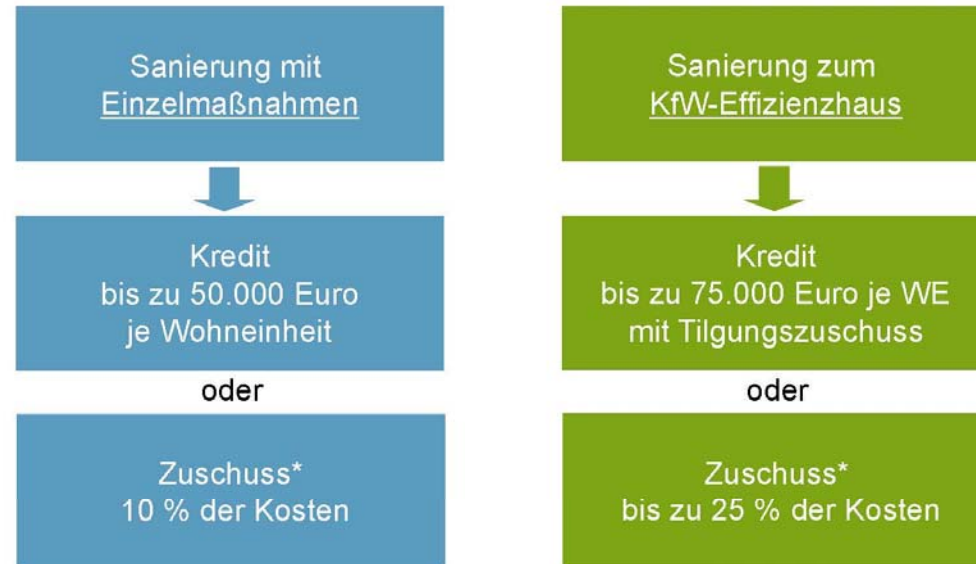 Sanierung mit
Einzelmaßnahmen
Kredit
bis zu 50.000 Euro
je Wohneinheit
oder
Zuschuss*
10 % der Kosten
Sanierung zum
KfW-Effizienzhaus
Kredit
bis zu 75.000 Euro je WE
mit Tilgungszuschuss
oder
Zuschuss*
bis zu 25 % der Kosten